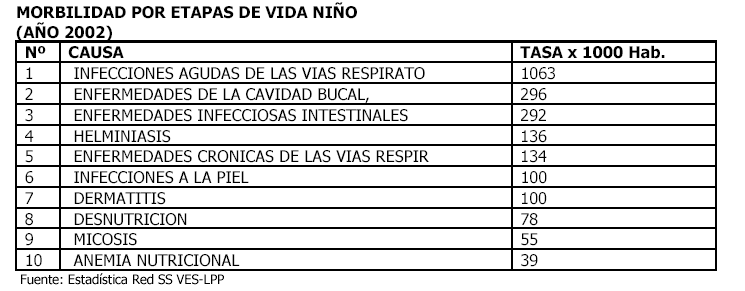 MORBILIDAD POR ETAPAS DE VIDA NIÑO
(AÑO 2002)
Nº CAUSA TASA x 1000 Hab.
1 INFECCIONES AGUDAS DE LAS VIAS RESPIRATO 1063
2 ENFERMEDADES DE LA CAVIDAD BUCAL, 296
3 ENFERMEDADES INFECCIOSAS INTESTINALES 292
4 HELMINIASIS 136
5 ENFERMEDADES CRONICAS DE LAS VIAS RESPIR 134
6 INFECCIONES A LA PIEL 100
7 DERMATITIS 100
8 DESNUTRICION 78
9 MICOSIS 55
10 ANEMIA NUTRICIONAL 39
Fuente: Estadística Red SS VES-LPP